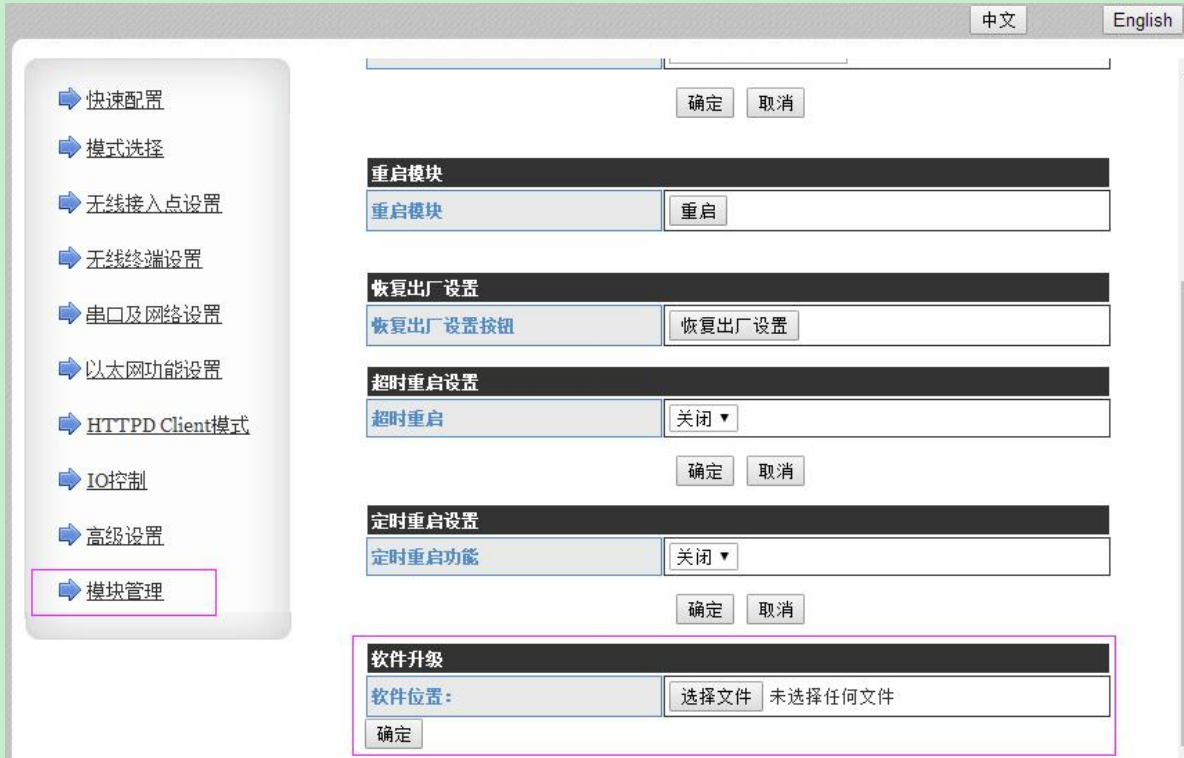 中文 English
快速配置
模式选择
无线接入点设置
无线终端设置
串口及网络设置
以太网功能设置
HTTPD Client模式
IO控制
高级设置
模块管理
确定 取消
重启模块
重启模块 重启
恢复出厂设置
恢复出厂设置按钮 恢复出厂设置
超时重启设置
超时重启 关闭
确定 取消
定时重启设置
定时重启功能 关闭
确定 取消
软件升级
软件位置: 选择文件 未选择任何文件
确定